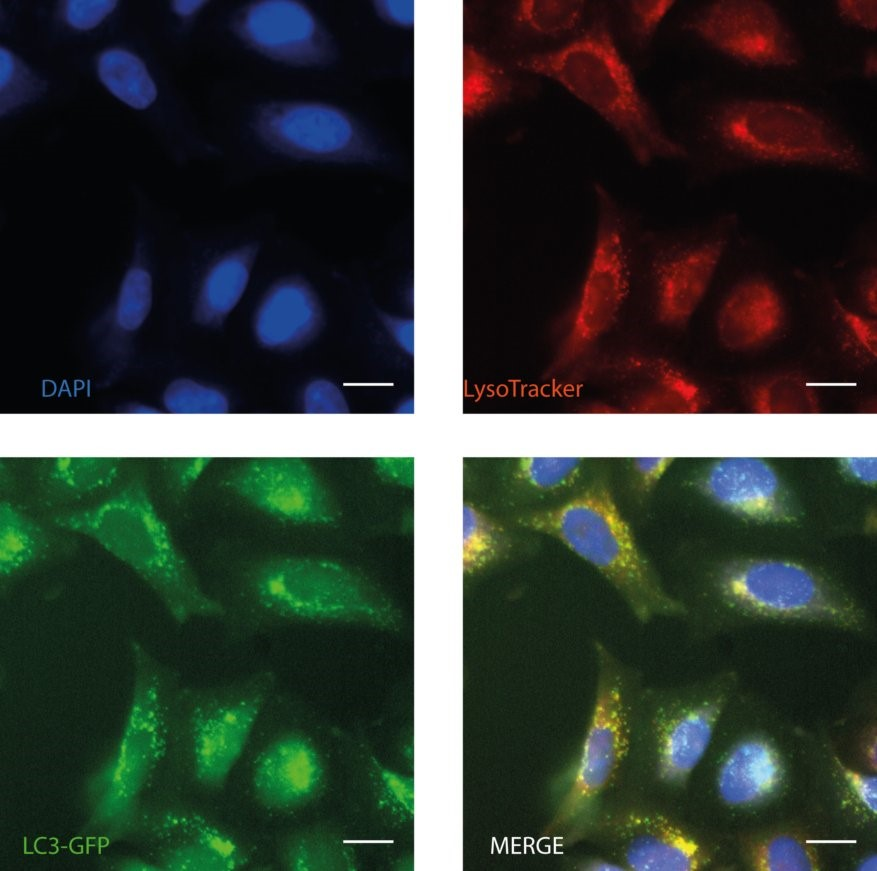 DAPI
LysoTracker
LC3-GFP
MERGE